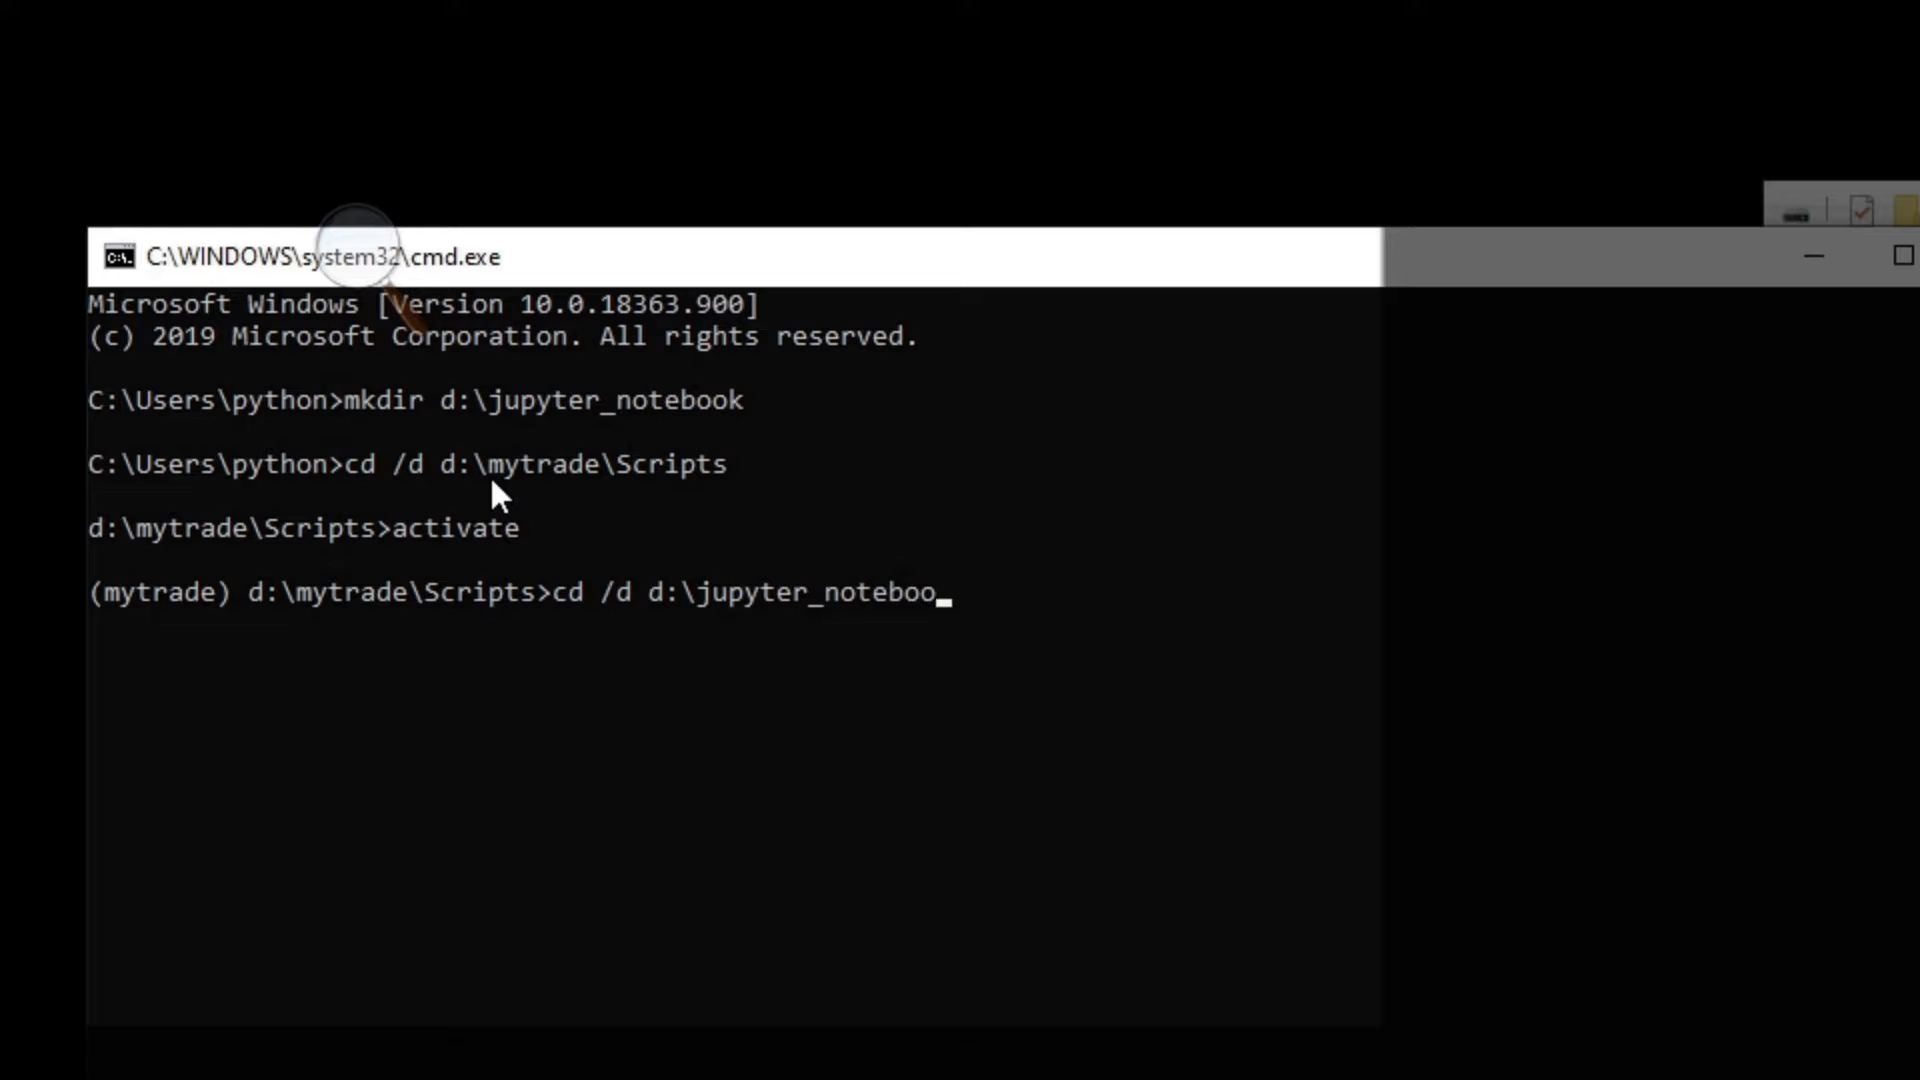 C:\WINDOWS\system32\cmd.exe
Microsoft Windows [Version 10.0.18363.900]
(c) 2019 Microsoft Corporation. All rights reserved.
C:\Users\python>mkdir d:\jupyter_notebook
C:\Users\python>cd /d d:\mytrade\Scripts
d:\mytrade\Scripts>activate
(mytrade) d:\mytrade\Scripts>cd /d d:\jupyter_noteboo